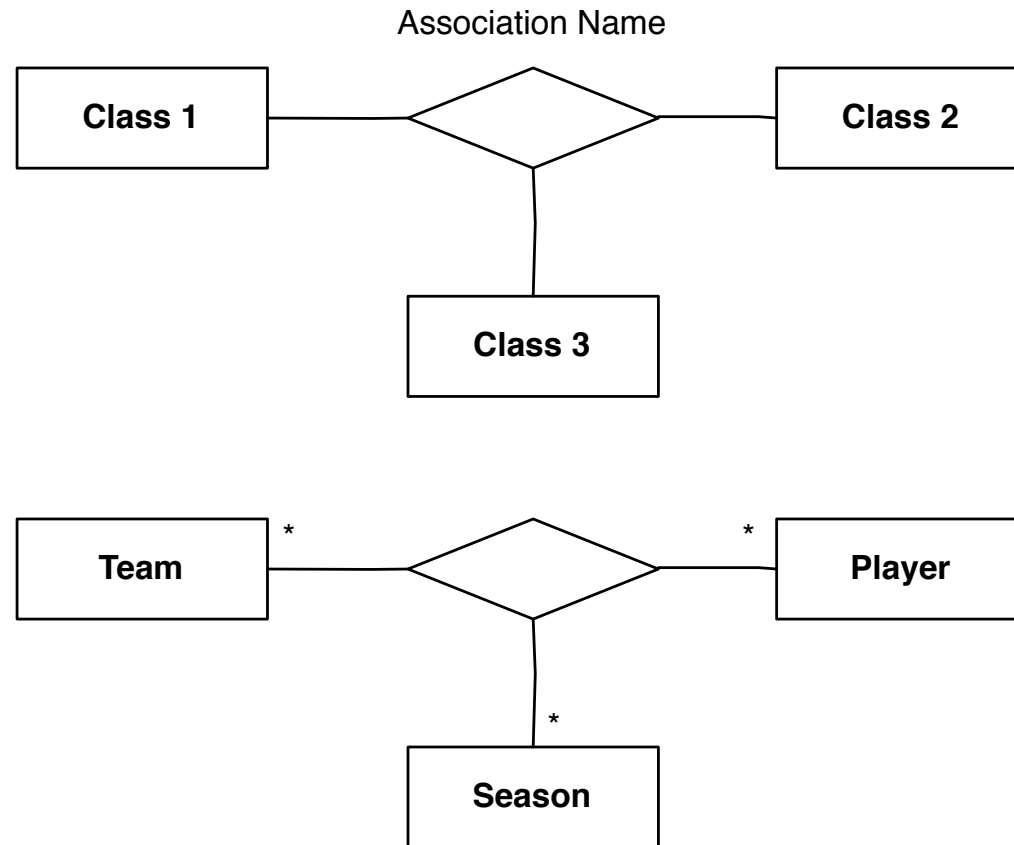 Association Name
Class 1
Class 2
Class 3
*
*
Team
Player
*
Season